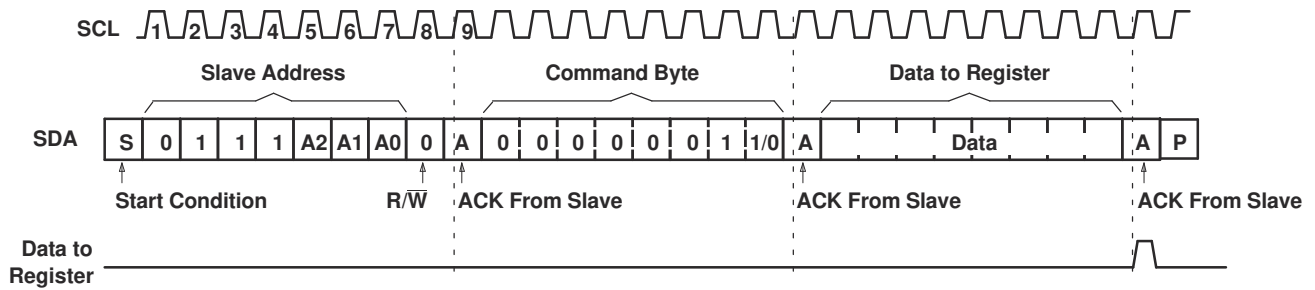 SCL 1 2 3 4 5 6 7 8 9
Slave Address Command Byte Data to Register
SDA S 0 1 1 1 A2 A1 A0 0 A 0 0 0 0 0 0 1 1/0 A Data A P
Start Condition R/W̅ ACK From Slave ACK From Slave ACK From Slave
Data to
Register